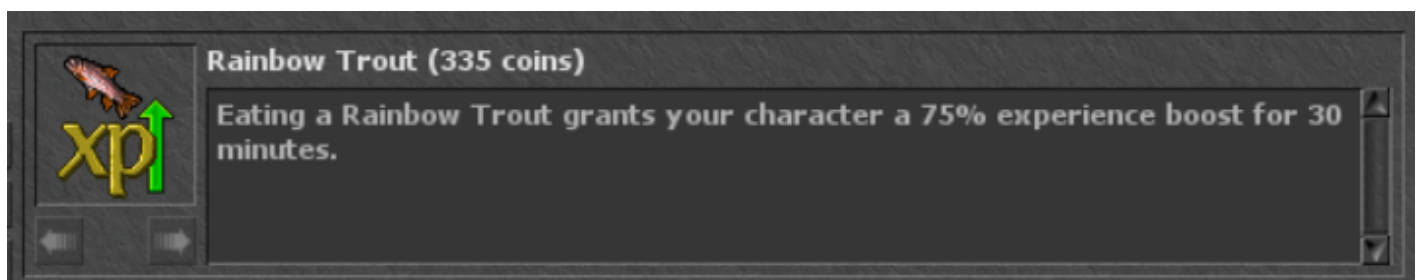 Rainbow Trout (335 coins)
Eating a Rainbow Trout grants your character a 75% experience boost for 30
minutes.
xp